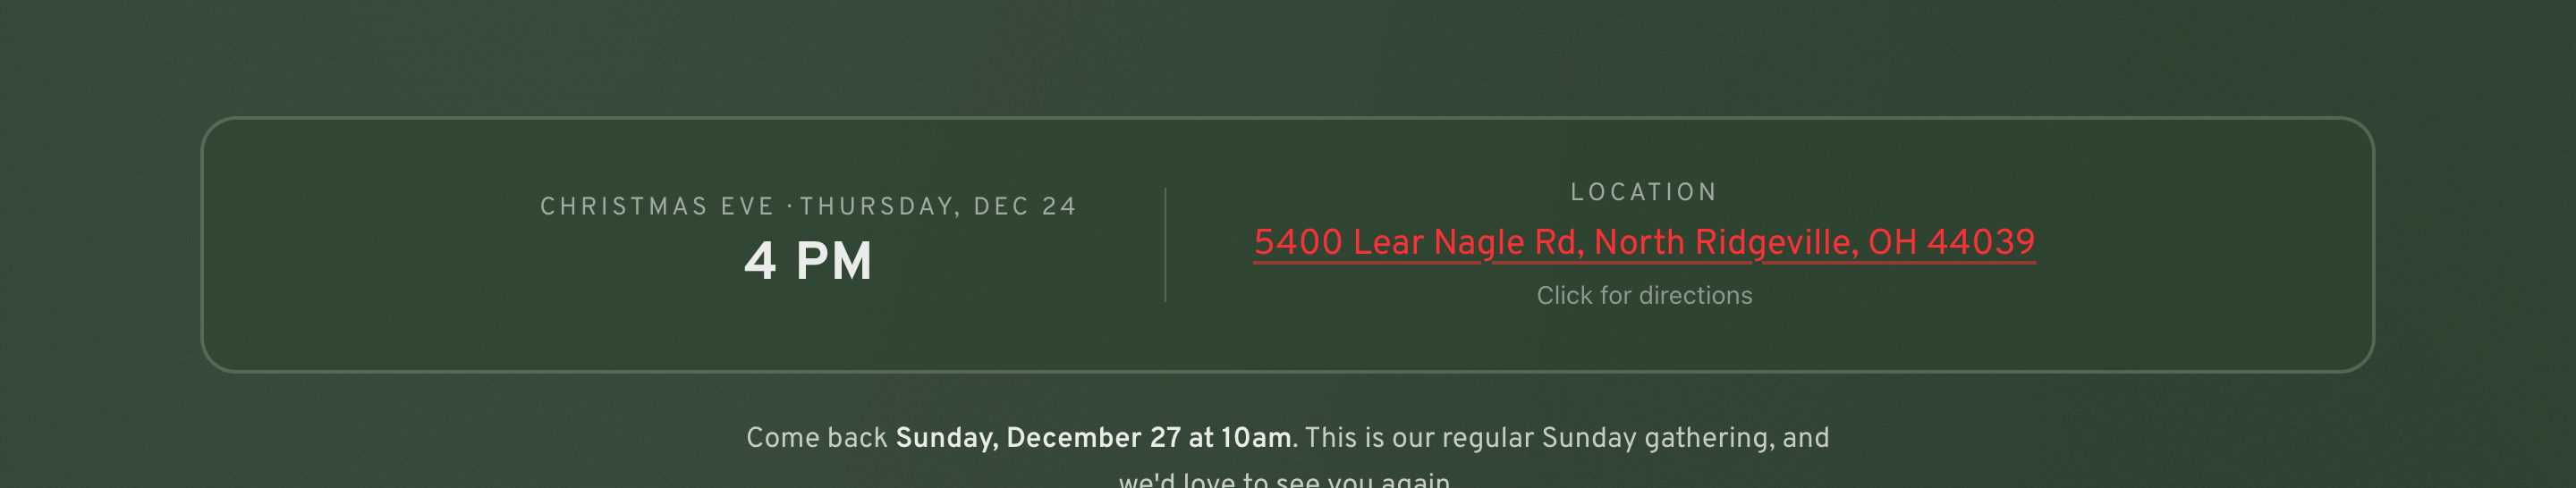 CHRISTMAS EVE · THURSDAY, DEC 24
4 PM
LOCATION
5400 Lear Nagle Rd, North Ridgeville, OH 44039
Click for directions
Come back Sunday, December 27 at 10am. This is our regular Sunday gathering, and
we'd love to see you again